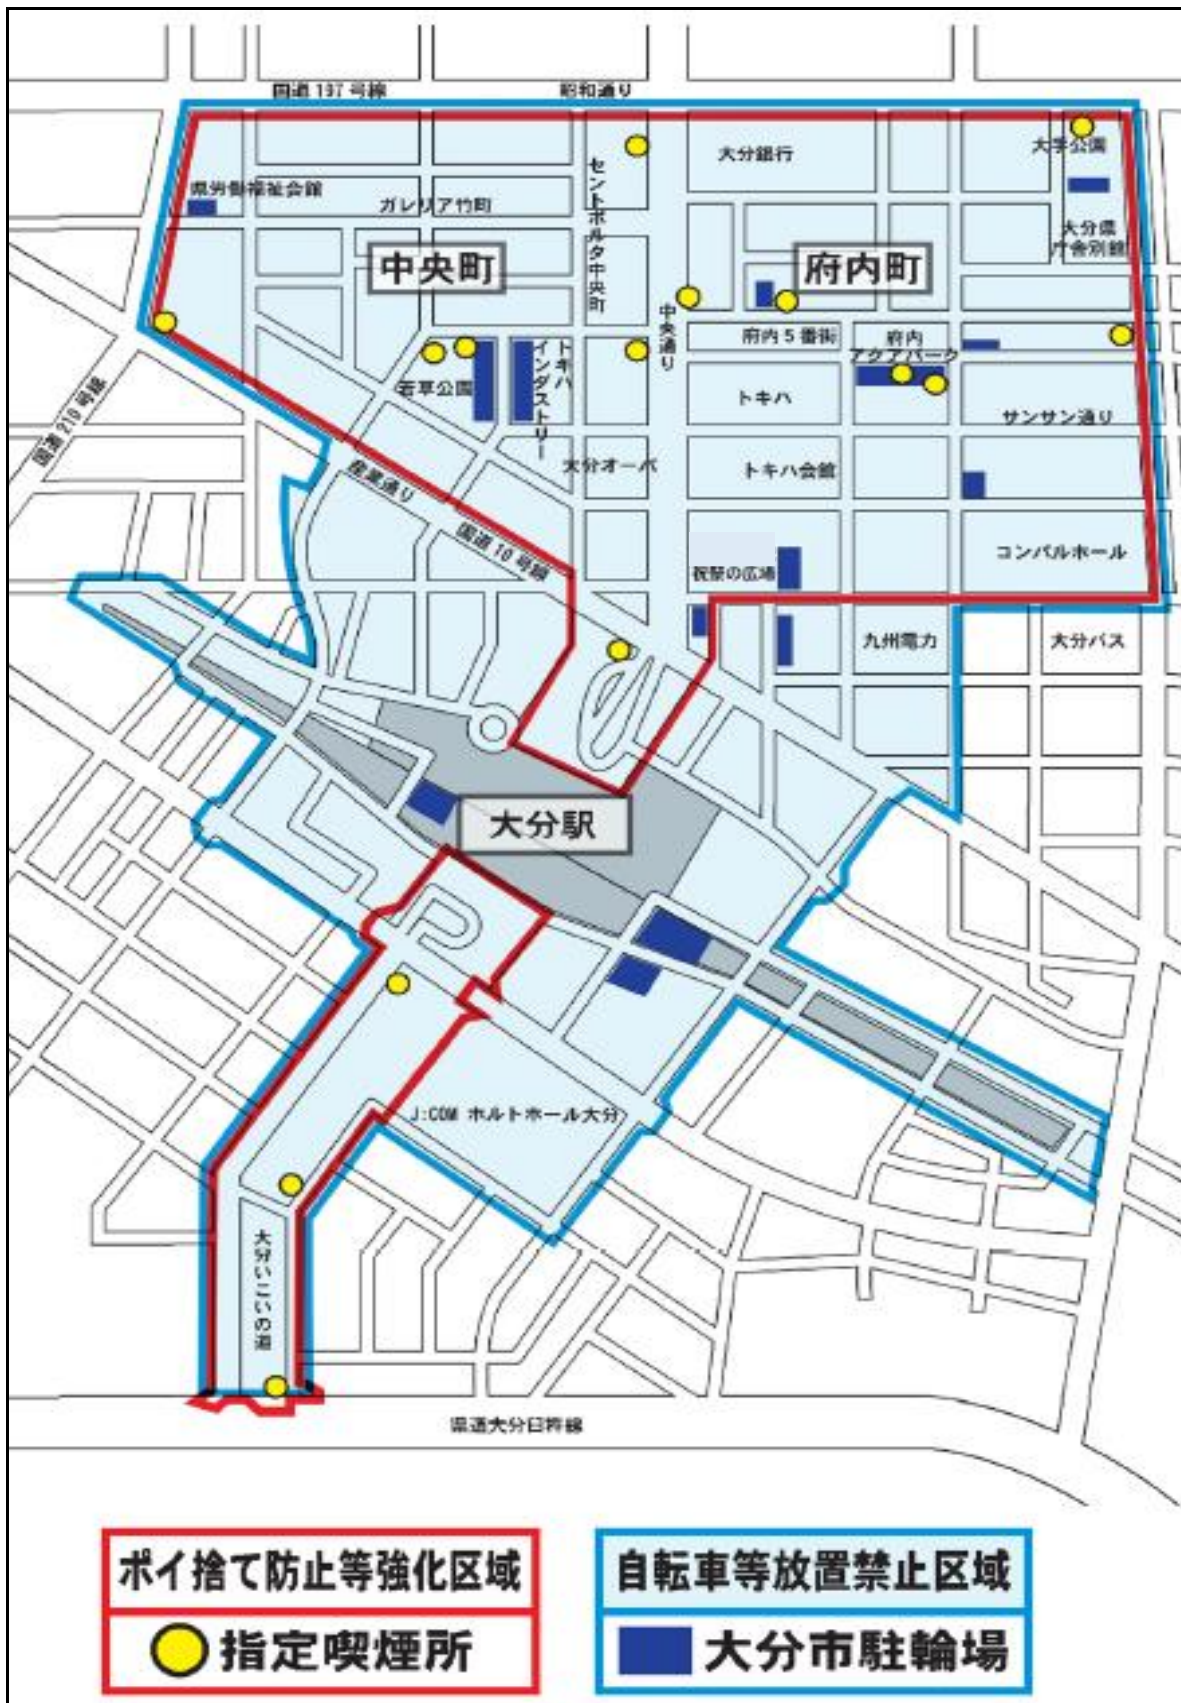 国道 197 号線
昭和通り
大分銀行
大手公園
県労働福祉会館
ガレリア竹町
セントポルタ中央町
大分県
庁舎別館
中央町
府内町
中央通り
府内5番街
府内
アクアパーク
若草公園
トキハ
インダストリー
トキハ
サンサン通り
国道 210 号線
産業通り
大分オーパ
トキハ会館
国道 10 号線
祝祭の広場
コンパルホール
九州電力
大分バス
大分駅
J:COM ホルトホール大分
大分いこいの道
県道大分臼杵線
ポイ捨て防止等強化区域
自転車等放置禁止区域
指定喫煙所
大分市駐輪場